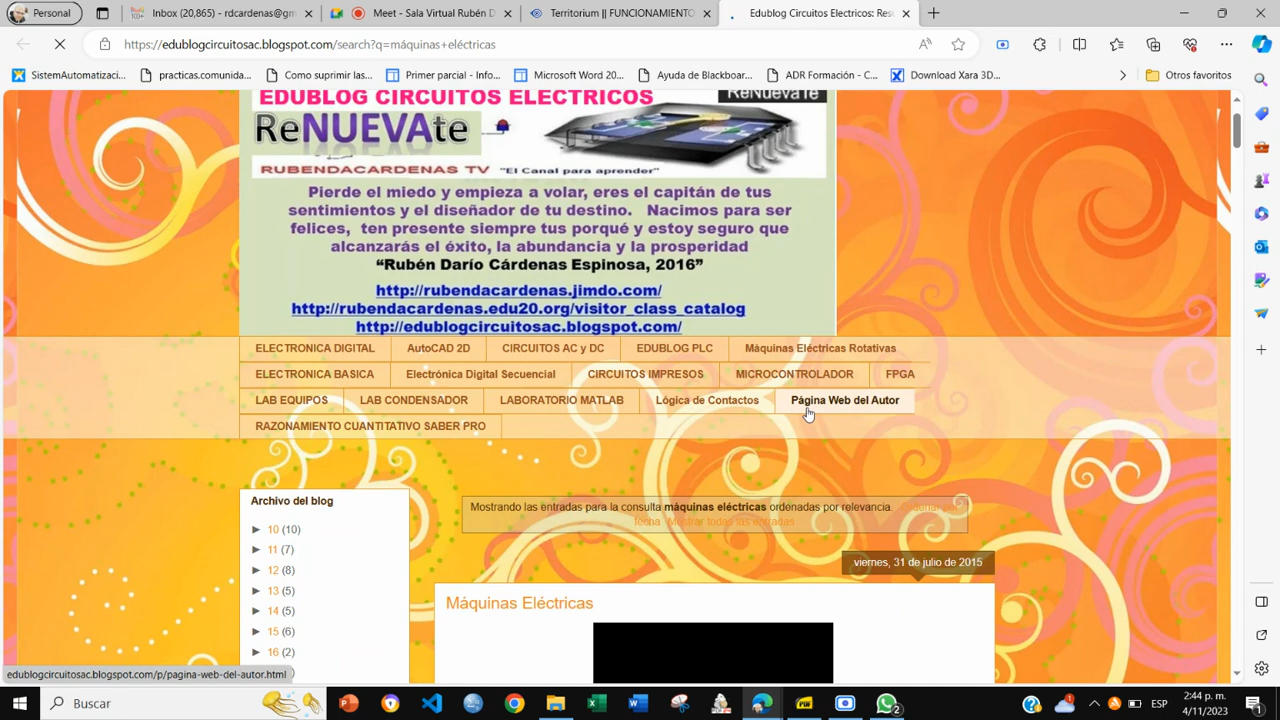 Personal
Inbox (20,865) - rdcardenas@gm
Meet - Sala Virtual Rubén D
Territorium || FUNCIONAMIENTO
Edublog Circuitos Electricos: Res
https://edublogcircuitosac.blogspot.com/search?q=máquinas+eléctricas
SistemAutomatizaci...
practicas.comunida...
Como suprimir las...
Primer parcial - Info...
Microsoft Word 20...
Ayuda de Blackboar...
ADR Formación - C...
Download Xara 3D...
Otros favoritos
EDUBLOG CIRCUITOS ELECTRICOS
ReNUEVAte
ReNUEVATe
RUBENDACARDENAS TV "El Canal para aprender"
Pierde el miedo y empieza a volar, eres el capitán de tus
sentimientos y el diseñador de tu destino. Nacimos para ser
felices, ten presente siempre tus porqué y estoy seguro que
alcanzarás el éxito, la abundancia y la prosperidad
“Rubén Darío Cárdenas Espinosa, 2016”
http://rubendacardenas.jimdo.com/
http://rubendacardenas.edu20.org/visitor_class_catalog
http://edublogcircuitosac.blogspot.com/
ELECTRONICA DIGITAL AutoCAD 2D CIRCUITOS AC y DC EDUBLOG PLC Máquinas Eléctricas Rotativas
ELECTRONICA BASICA Electrónica Digital Secuencial CIRCUITOS IMPRESOS MICROCONTROLADOR FPGA
LAB EQUIPOS LAB CONDENSADOR LABORATORIO MATLAB Lógica de Contactos Página Web del Autor
RAZONAMIENTO CUANTITATIVO SABER PRO
Archivo del blog
► 10 (10)
► 11 (7)
► 12 (8)
► 13 (5)
► 14 (5)
► 15 (6)
► 16 (2)
Mostrando las entradas para la consulta máquinas eléctricas ordenadas por relevancia. Ordenar por
fecha Mostrar todas las entradas
viernes, 31 de julio de 2015
Máquinas Eléctricas
edublogcircuitosac.blogspot.com/p/pagina-web-del-autor.html
Buscar
ESP
2:44 p. m.
4/11/2023